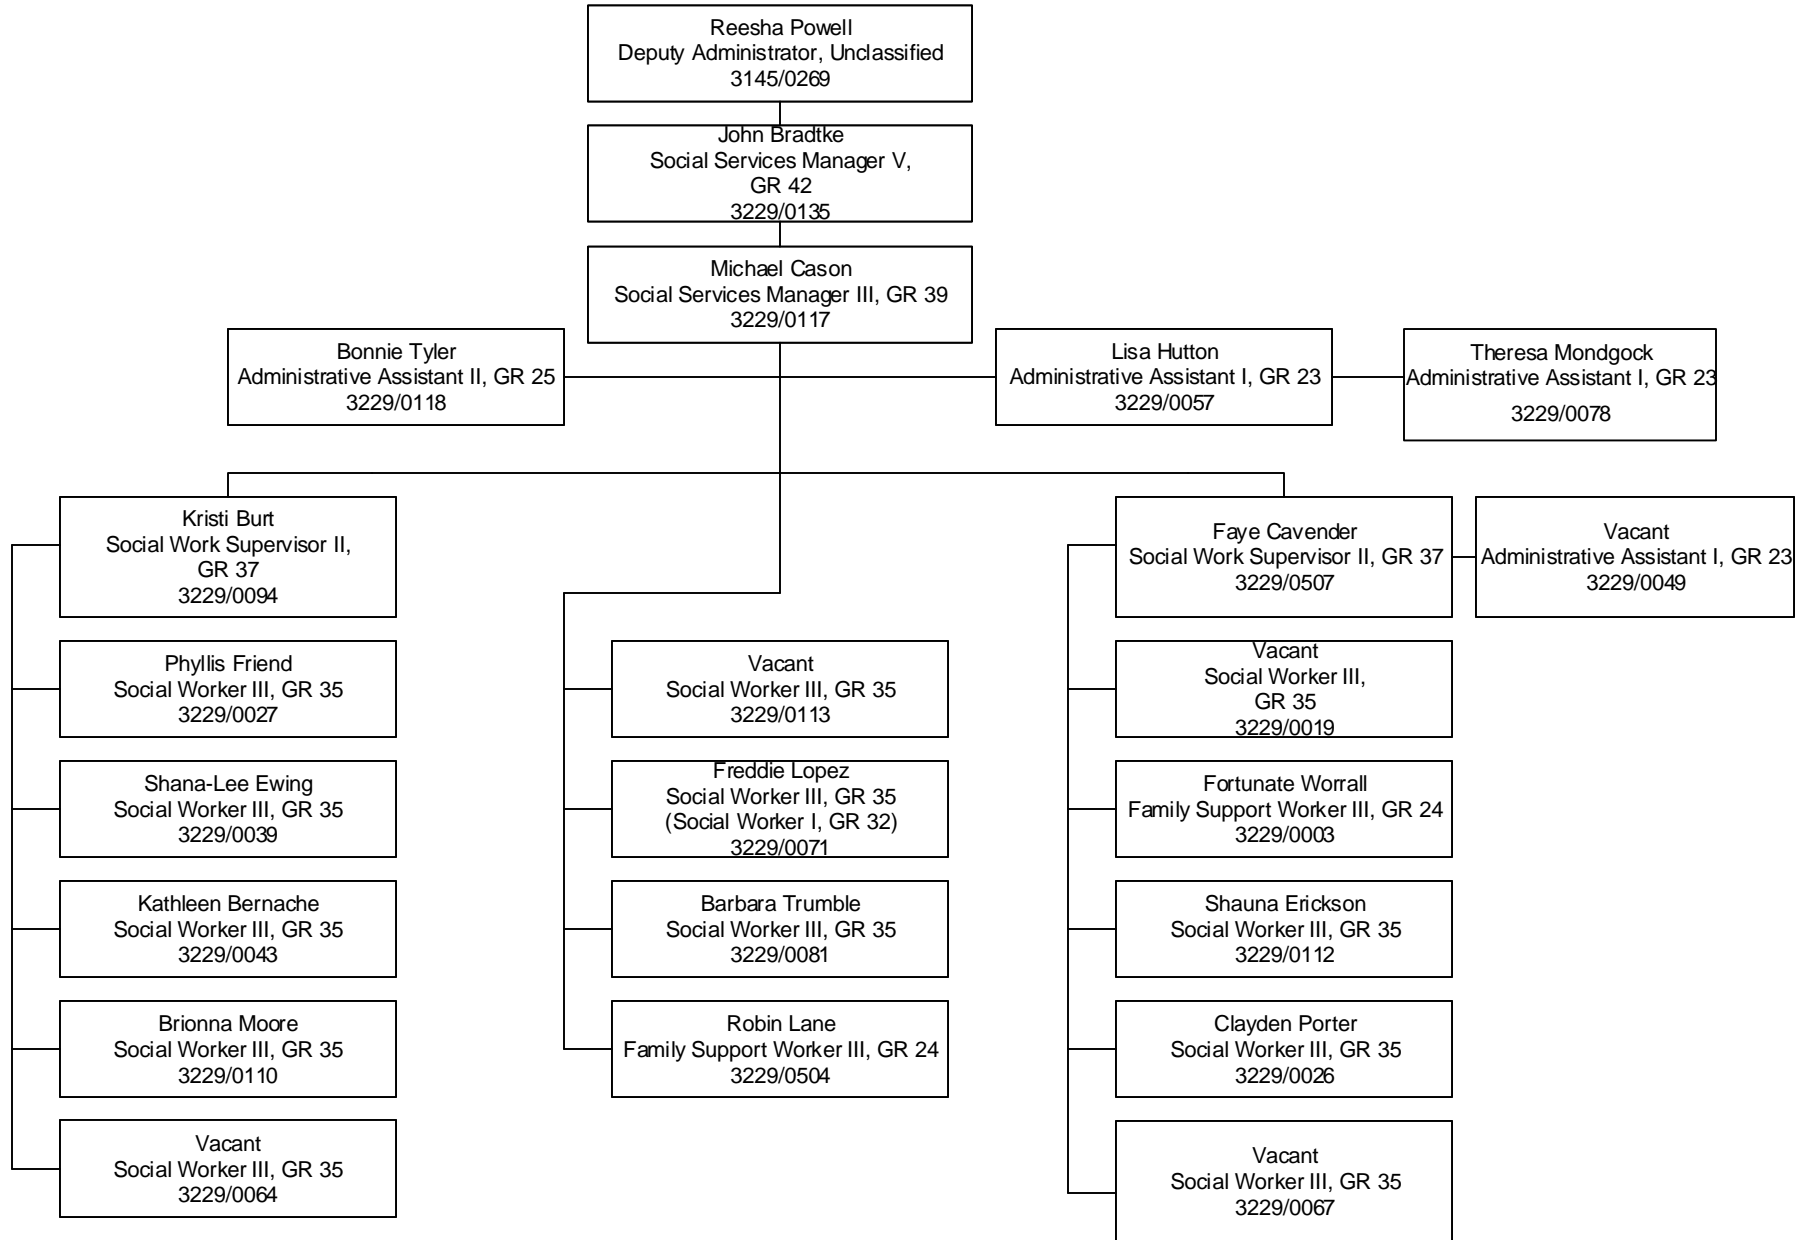 Reesha Powell
Deputy Administrator, Unclassified
3145/0269
John Bradtke
Social Services Manager V,
GR 42
3229/0135
Michael Cason
Social Services Manager III, GR 39
3229/0117
Bonnie Tyler
Administrative Assistant II, GR 25
3229/0118
Lisa Hutton
Administrative Assistant I, GR 23
3229/0057
Theresa Mondgock
Administrative Assistant I, GR 23
3229/0078
Kristi Burt
Social Work Supervisor II,
GR 37
3229/0094
Phyllis Friend
Social Worker III, GR 35
3229/0027
Shana-Lee Ewing
Social Worker III, GR 35
3229/0039
Kathleen Bernache
Social Worker III, GR 35
3229/0043
Brionna Moore
Social Worker III, GR 35
3229/0110
Vacant
Social Worker III, GR 35
3229/0064
Vacant
Social Worker III, GR 35
3229/0113
Freddie Lopez
Social Worker III, GR 35
(Social Worker I, GR 32)
3229/0071
Barbara Trumble
Social Worker III, GR 35
3229/0081
Robin Lane
Family Support Worker III, GR 24
3229/0504
Faye Cavender
Social Work Supervisor II, GR 37
3229/0507
Vacant
Administrative Assistant I, GR 23
3229/0049
Vacant
Social Worker III,
GR 35
3229/0019
Fortunate Worrall
Family Support Worker III, GR 24
3229/0003
Shauna Erickson
Social Worker III, GR 35
3229/0112
Clayden Porter
Social Worker III, GR 35
3229/0026
Vacant
Social Worker III, GR 35
3229/0067